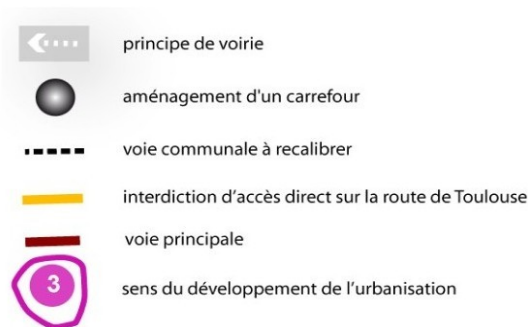 principe de voirie
aménagement d'un carrefour
voie communale à recalibrer
interdiction d’accès direct sur la route de Toulouse
voie principale
3 sens du développement de l’urbanisation